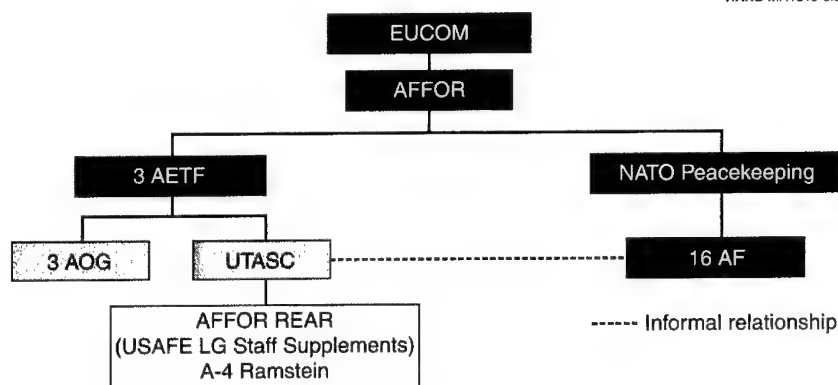 EUCOM
AFFOR
3 AETF
NATO Peacekeeping
3 AOG
UTASC
16 AF
AFFOR REAR
(USAFE LG Staff Supplements)
A-4 Ramstein
------ Informal relationship